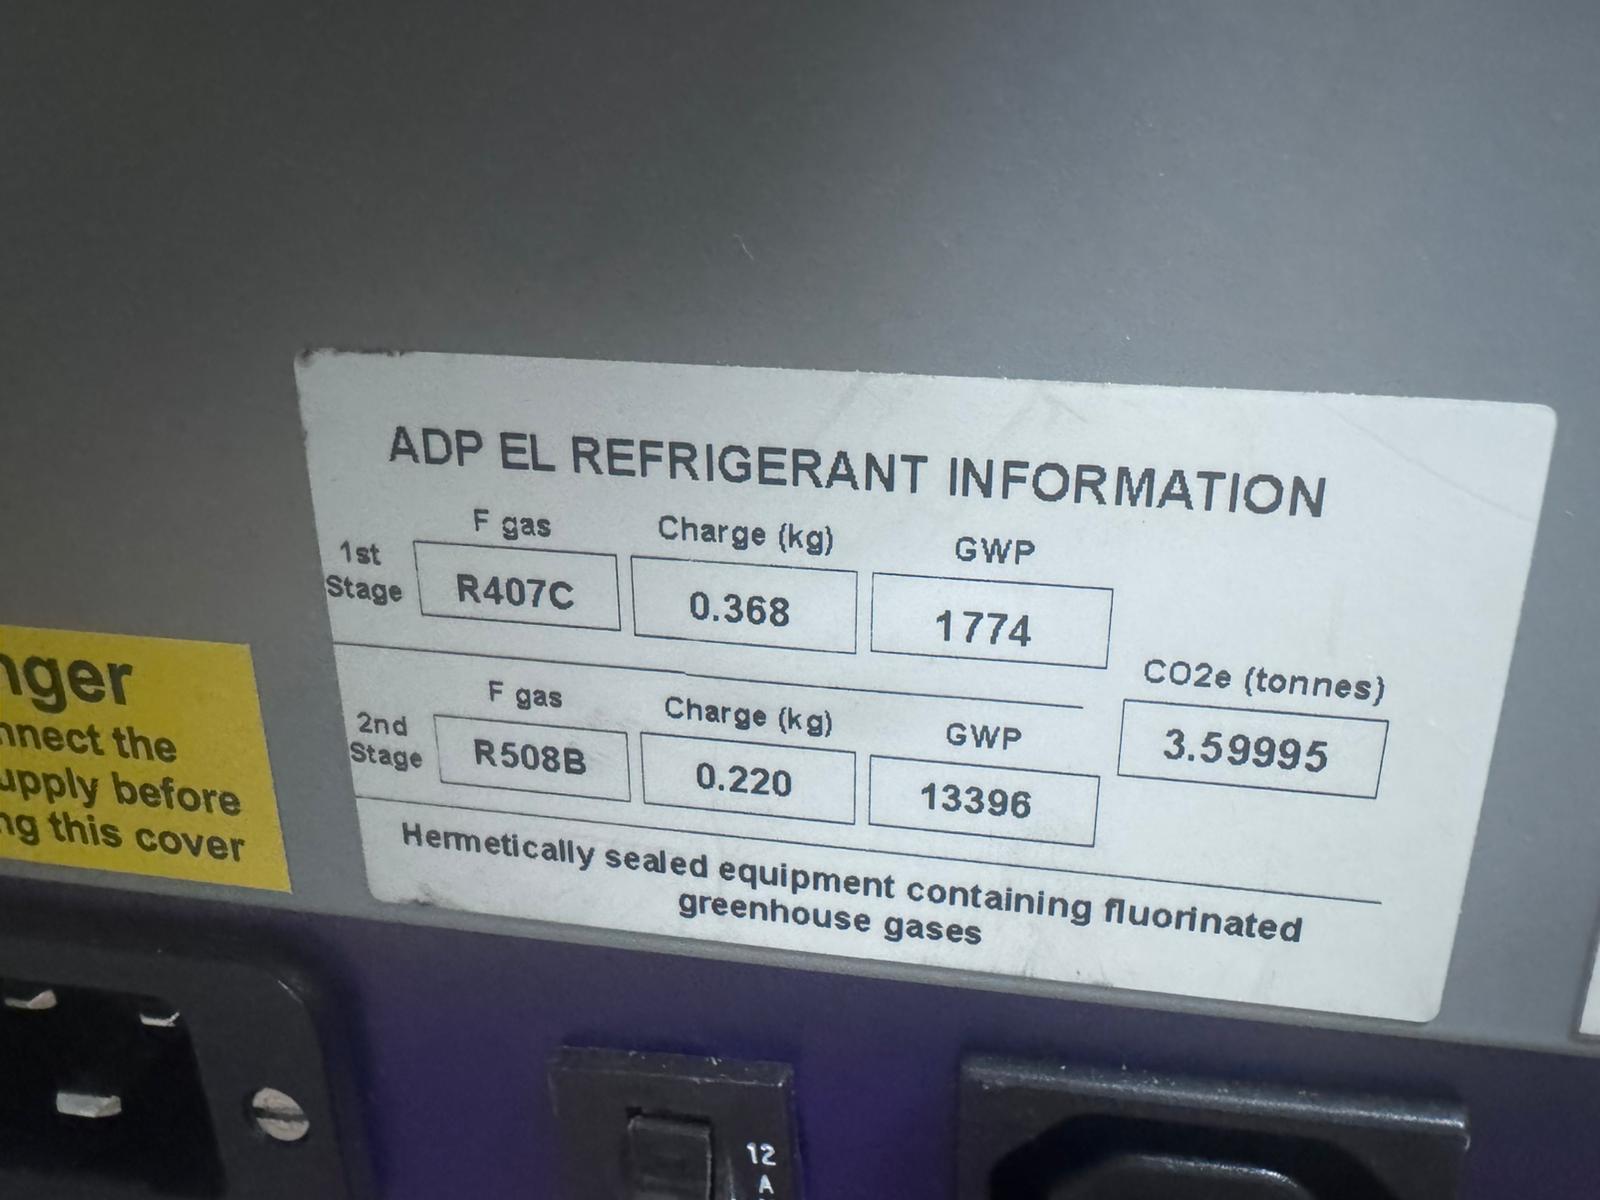 ADP EL REFRIGERANT INFORMATION
F gas Charge (kg) GWP
1st Stage R407C 0.368 1774
CO2e (tonnes)
F gas Charge (kg) GWP
2nd Stage R508B 0.220 13396 3.59995
Hermetically sealed equipment containing fluorinated
greenhouse gases
nger
nnect the
upply before
ng this cover
12
A